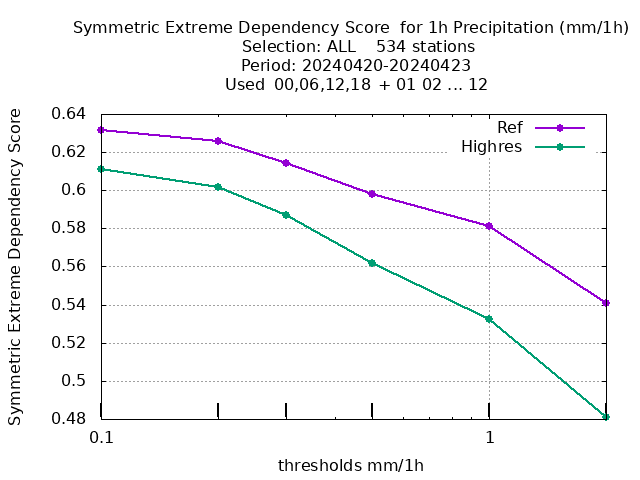 Symmetric Extreme Dependency Score  for 1h Precipitation (mm/1h)
Selection: ALL    534 stations
Period: 20240420-20240423
Used  00,06,12,18 + 01 02 ... 12
Symmetric Extreme Dependency Score
0.64
0.62
0.6
0.58
0.56
0.54
0.52
0.5
0.48
Ref
Highres
0.1
1
thresholds mm/1h